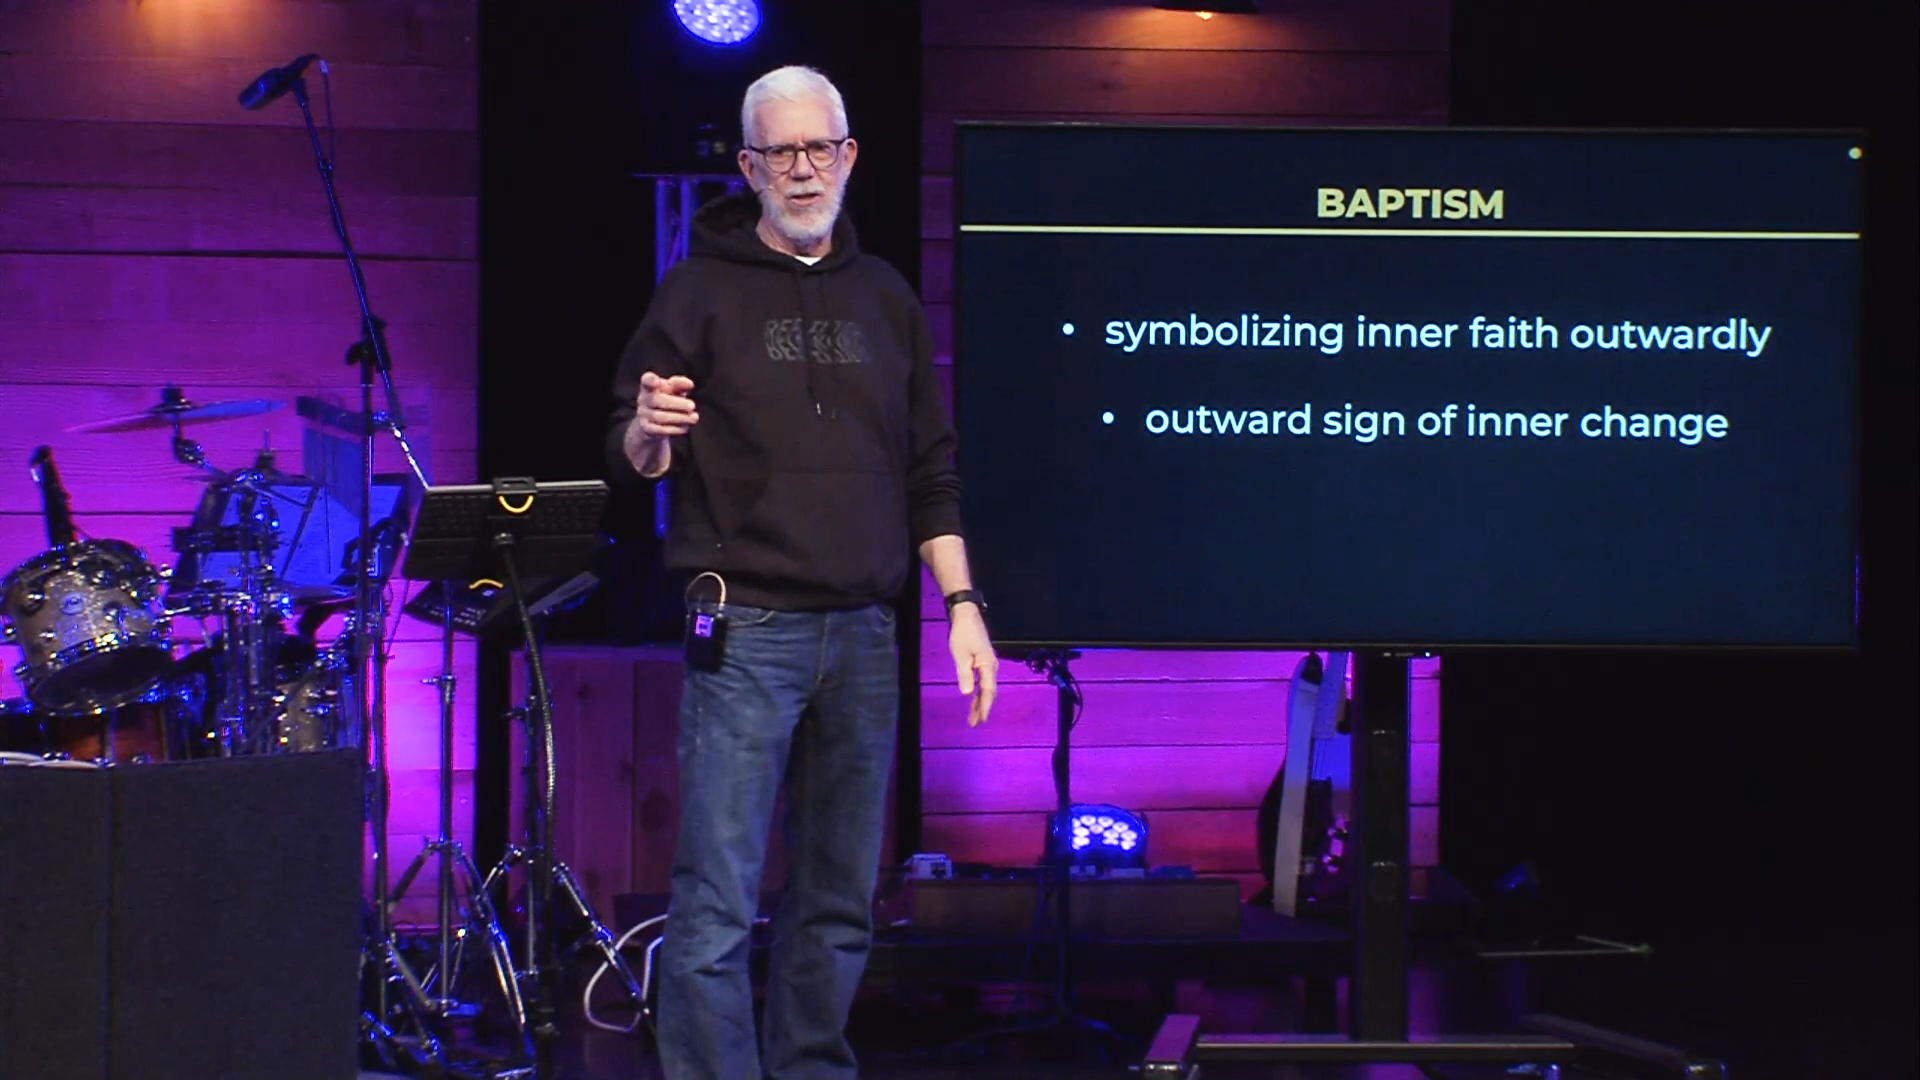 BAPTISM
• symbolizing inner faith outwardly
• outward sign of inner change